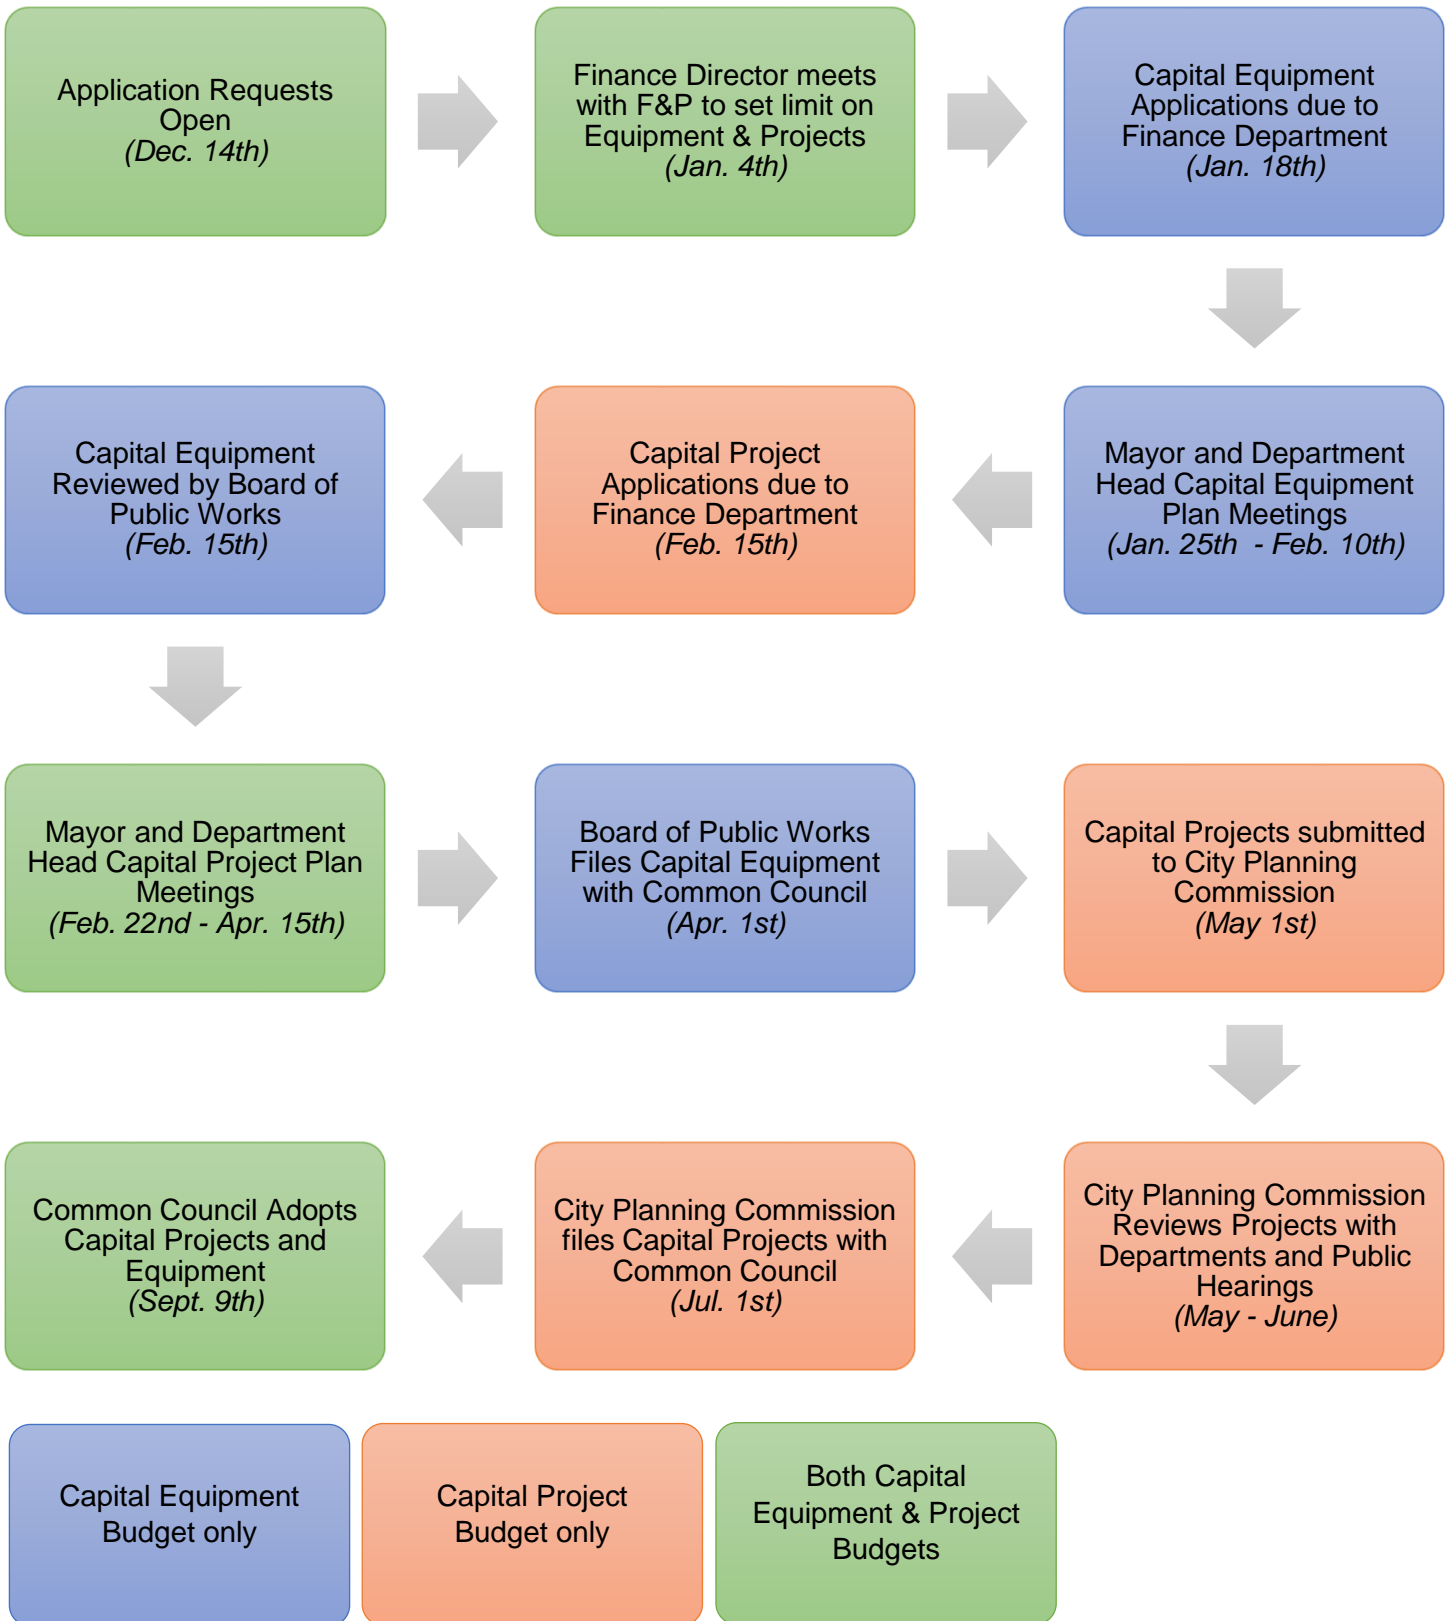 Application Requests
Open
(Dec. 14th)
Finance Director meets
with F&P to set limit on
Equipment & Projects
(Jan. 4th)
Capital Equipment
Applications due to
Finance Department
(Jan. 18th)
Mayor and Department
Head Capital Equipment
Plan Meetings
(Jan. 25th - Feb. 10th)
Capital Project
Applications due to
Finance Department
(Feb. 15th)
Capital Equipment
Reviewed by Board of
Public Works
(Feb. 15th)
Mayor and Department
Head Capital Project Plan
Meetings
(Feb. 22nd - Apr. 15th)
Board of Public Works
Files Capital Equipment
with Common Council
(Apr. 1st)
Capital Projects submitted
to City Planning
Commission
(May 1st)
City Planning Commission
Reviews Projects with
Departments and Public
Hearings
(May - June)
City Planning Commission
files Capital Projects with
Common Council
(Jul. 1st)
Common Council Adopts
Capital Projects and
Equipment
(Sept. 9th)
Capital Equipment
Budget only
Capital Project
Budget only
Both Capital
Equipment & Project
Budgets